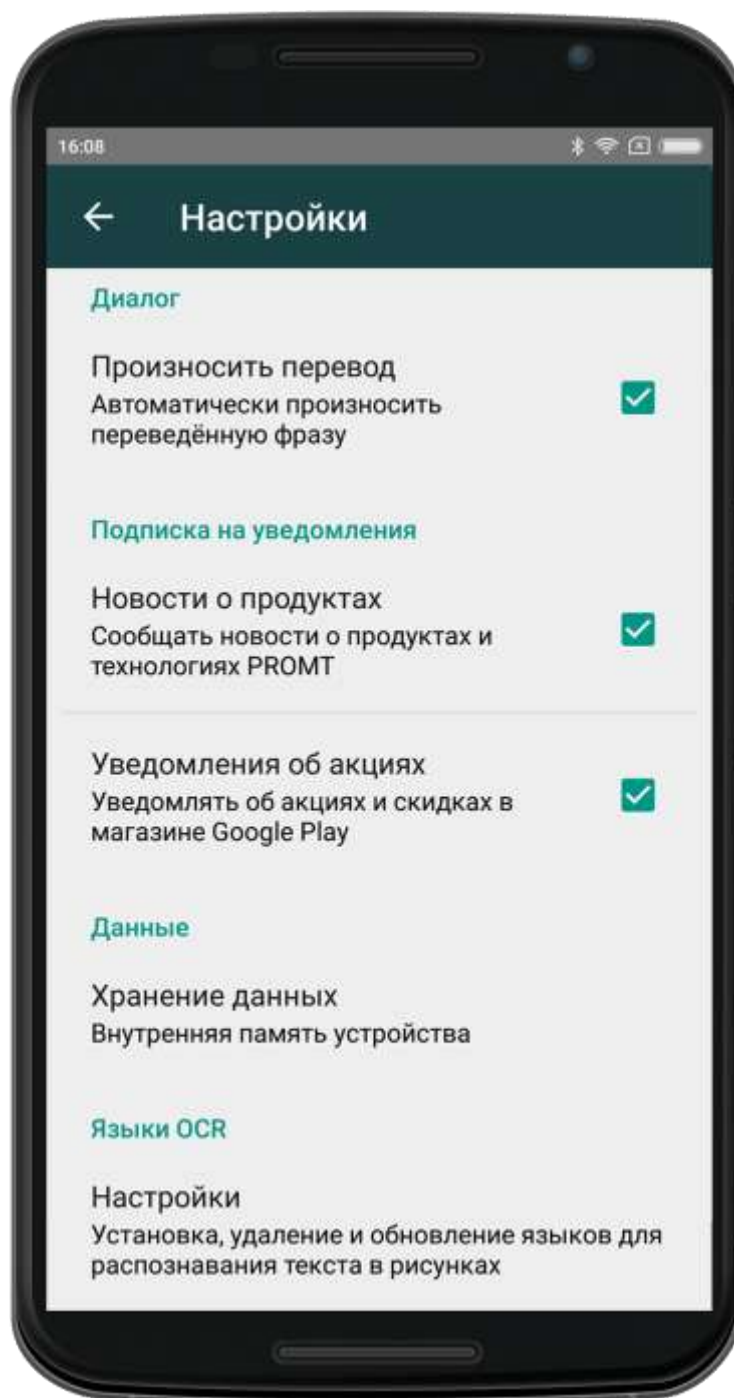 16:08
Настройки
Диалог
Произносить перевод
Автоматически произносить
переведённую фразу
Подписка на уведомления
Новости о продуктах
Сообщать новости о продуктах и
технологиях PROMT
Уведомления об акциях
Уведомлять об акциях и скидках в
магазине Google Play
Данные
Хранение данных
Внутренняя память устройства
Языки OCR
Настройки
Установка, удаление и обновление языков для
распознавания текста в рисунках